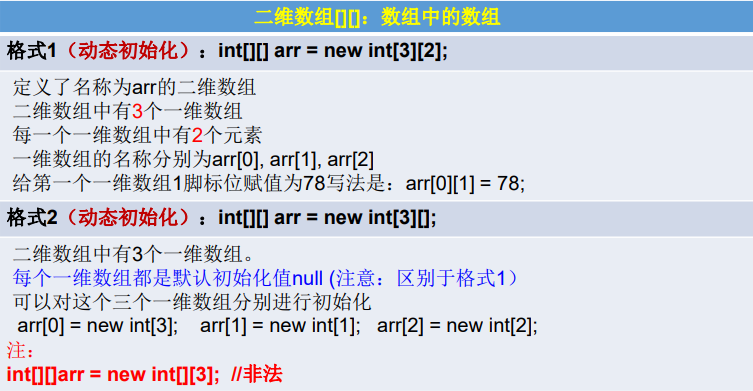 二维数组[][]：数组中的数组
格式1（动态初始化）：int[][] arr = new int[3][2];
定义了名称为arr的二维数组
二维数组中有3个一维数组
每一个一维数组中有2个元素
一维数组的名称分别为arr[0], arr[1], arr[2]
给第一个一维数组1脚标位赋值为78写法是：arr[0][1] = 78;
格式2（动态初始化）：int[][] arr = new int[3][];
二维数组中有3个一维数组。
每个一维数组都是默认初始化值null (注意：区别于格式1）
可以对这个三个一维数组分别进行初始化
arr[0] = new int[3]; arr[1] = new int[1]; arr[2] = new int[2];
注：
int[][]arr = new int[][3]; //非法